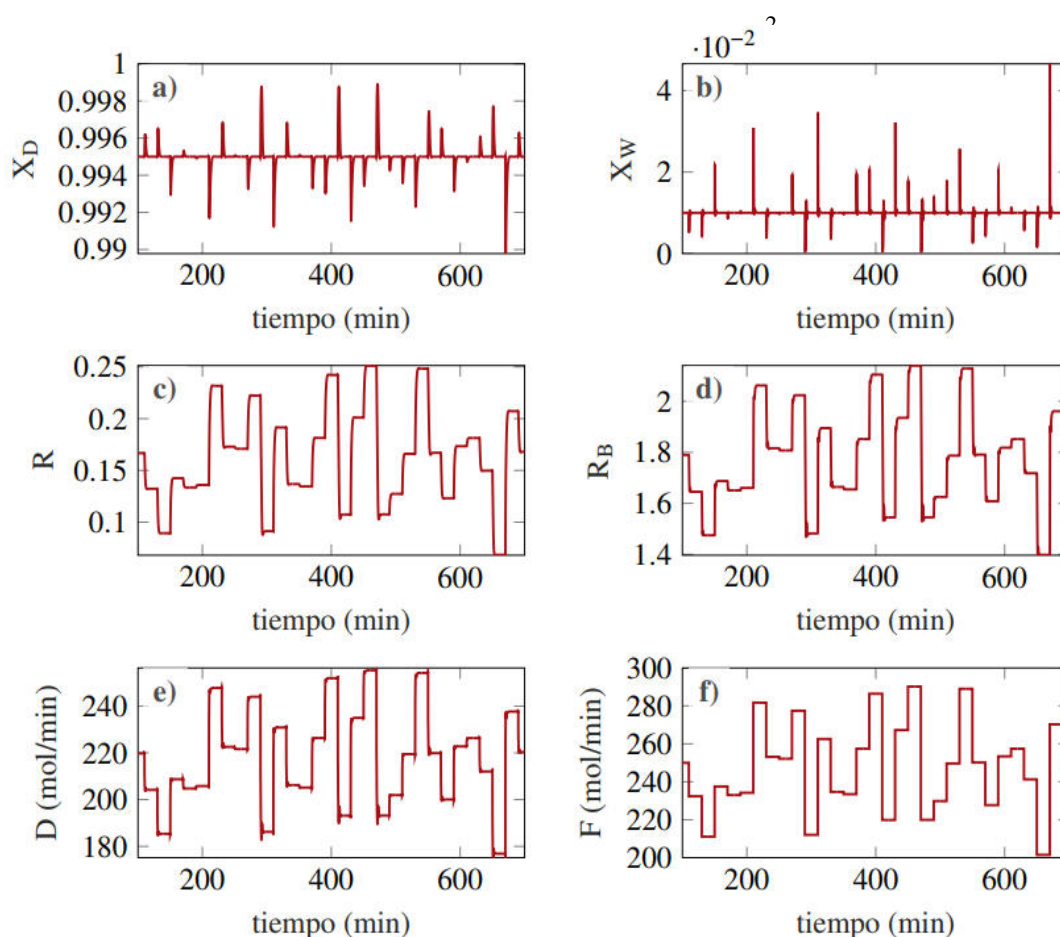 2
·10⁻²
a)
1
0.998
0.996
0.994
0.992
0.99
X_D
200 400 600
tiempo (min)
b)
4
2
0
X_W
200 400 600
tiempo (min)
c)
0.25
0.2
0.15
0.1
R
200 400 600
tiempo (min)
d)
2
1.8
1.6
1.4
R_B
200 400 600
tiempo (min)
e)
240
220
200
180
D (mol/min)
200 400 600
tiempo (min)
f)
300
280
260
240
220
200
F (mol/min)
200 400 600
tiempo (min)